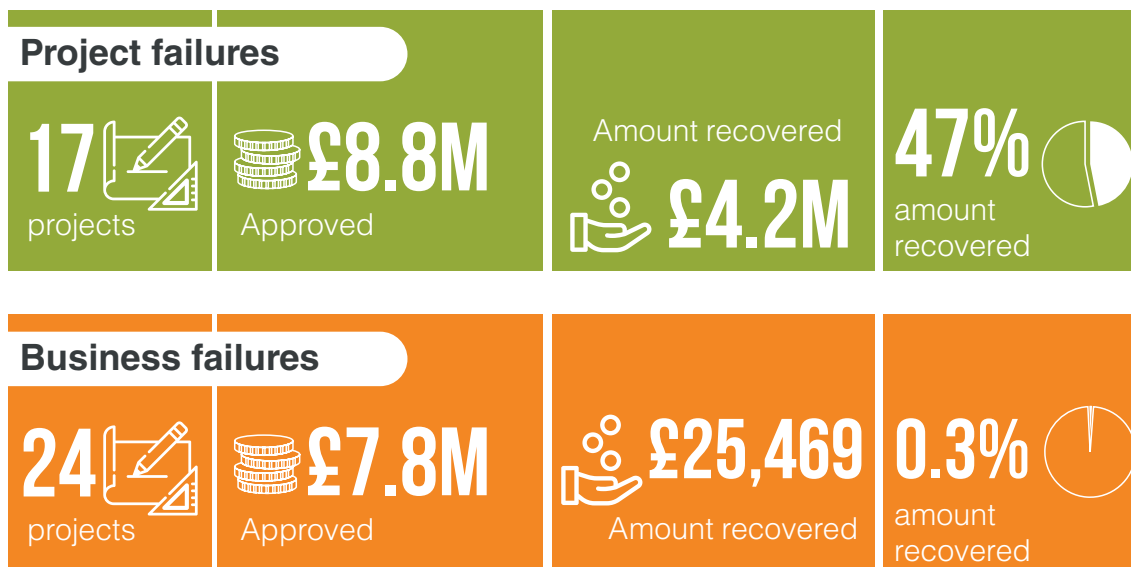 Project failures
17
projects
£8.8M
Approved
Amount recovered
£4.2M
47%
amount
recovered
Business failures
24
projects
£7.8M
Approved
£25,469
Amount recovered
0.3%
amount
recovered